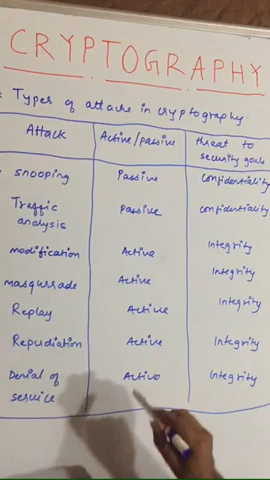 CRYPTOGRAPHY
Types of attacks in cryptography.
Attack Active/passive threat to security goals
snooping Passive Confidentiality
Traffic analysis Passive Confidentiality
modification Active Integrity
masqurrade Active Integrity
Replay Active Integrity
Repudiation Active Integrity
Denial of service Active Integrity